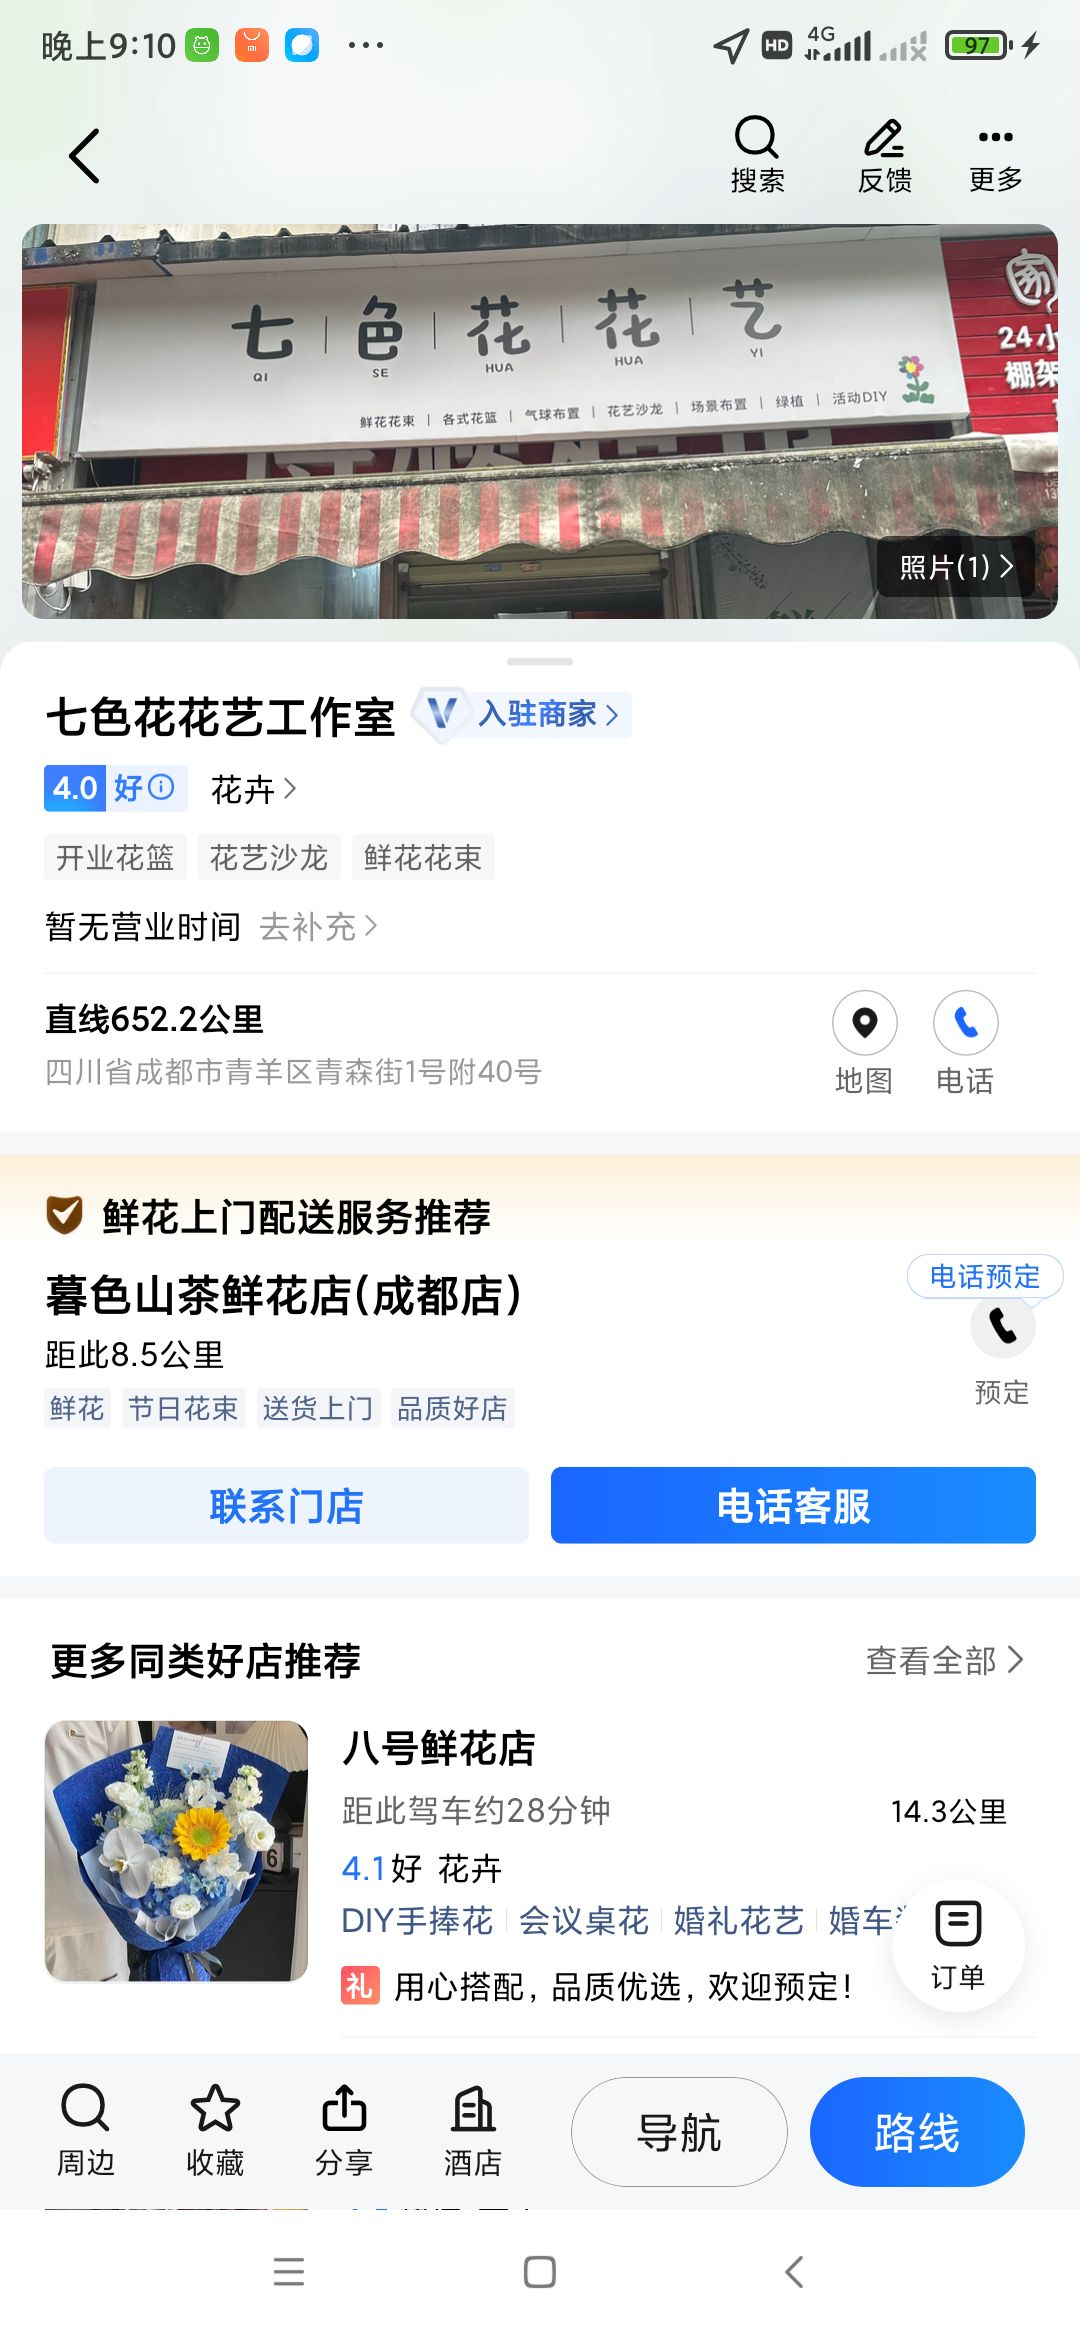 晚上9:10
HD 4G 97
搜索 反馈 更多
七 色 花 花 艺
QI SE HUA HUA YI
鲜花花束 | 各式花篮 | 气球布置 | 花艺沙龙 | 场景布置 | 绿植 | 活动DIY
家
24小
棚架
照片(1)
七色花花艺工作室 V 入驻商家
4.0 好 花卉
开业花篮 花艺沙龙 鲜花花束
暂无营业时间 去补充
直线652.2公里
四川省成都市青羊区青森街1号附40号
地图 电话
鲜花上门配送服务推荐
暮色山茶鲜花店(成都店)
电话预定
距此8.5公里
预定
鲜花 节日花束 送货上门 品质好店
联系门店 电话客服
更多同类好店推荐 查看全部
八号鲜花店
距此驾车约28分钟 14.3公里
4.1好 花卉
DIY手捧花 会议桌花 婚礼花艺 婚车
礼 用心搭配，品质优选，欢迎预定！
订单
周边 收藏 分享 酒店 导航 路线